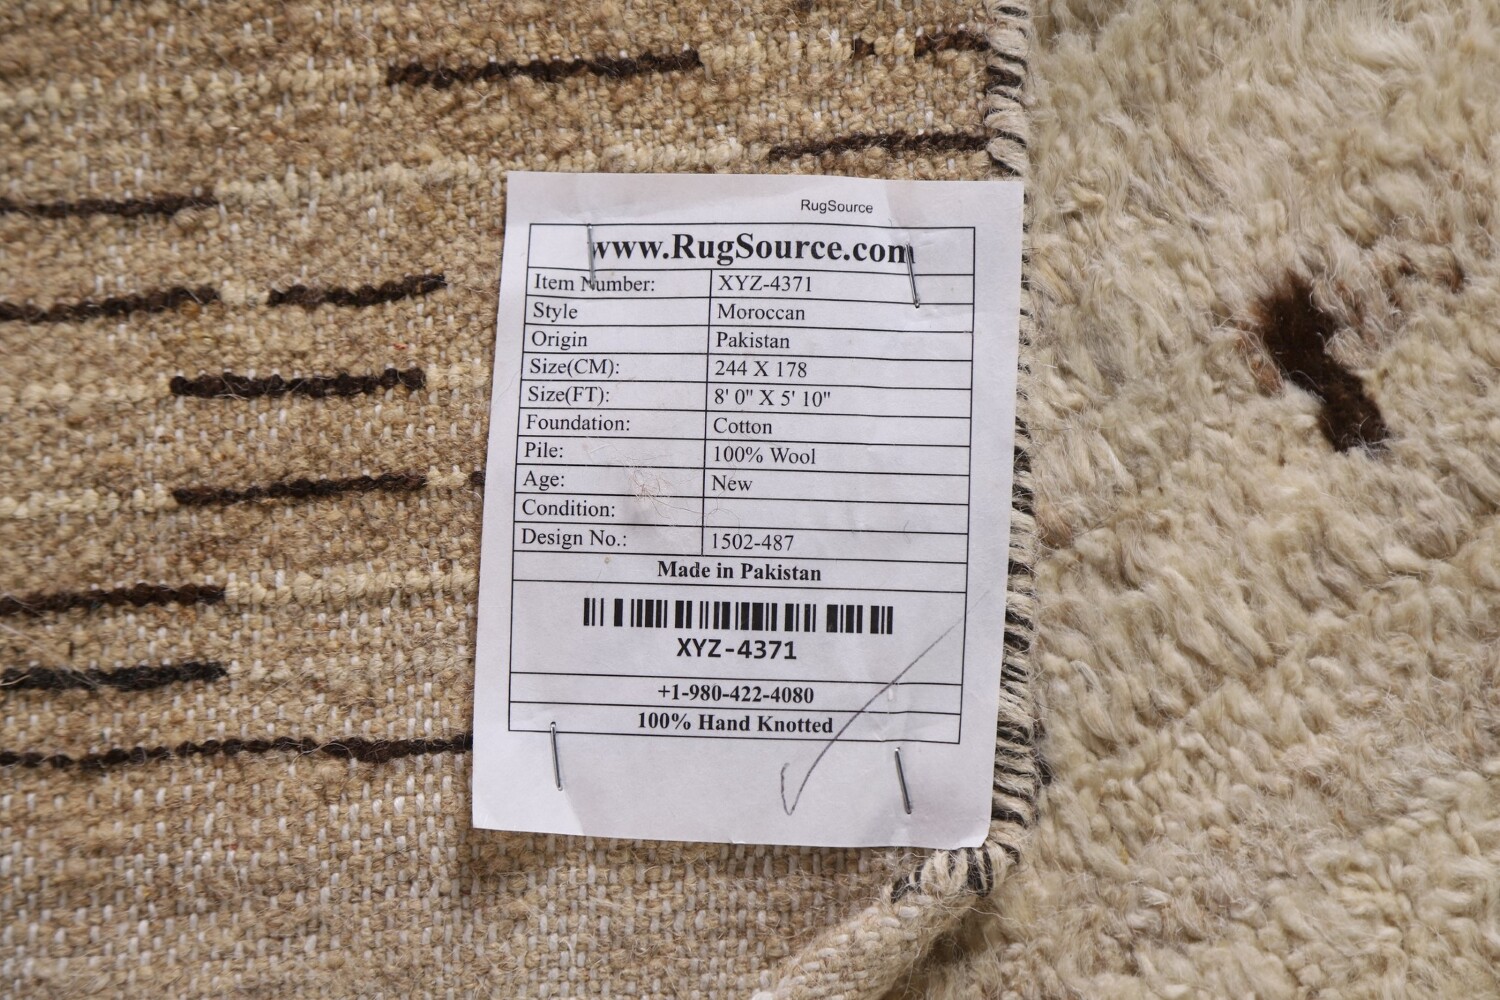 RugSource
www.RugSource.com
Item Number: XYZ-4371
Style Moroccan
Origin Pakistan
Size(CM): 244 X 178
Size(FT): 8' 0" X 5' 10"
Foundation: Cotton
Pile: 100% Wool
Age: New
Condition:
Design No.: 1502-487
Made in Pakistan
XYZ-4371
+1-980-422-4080
100% Hand Knotted